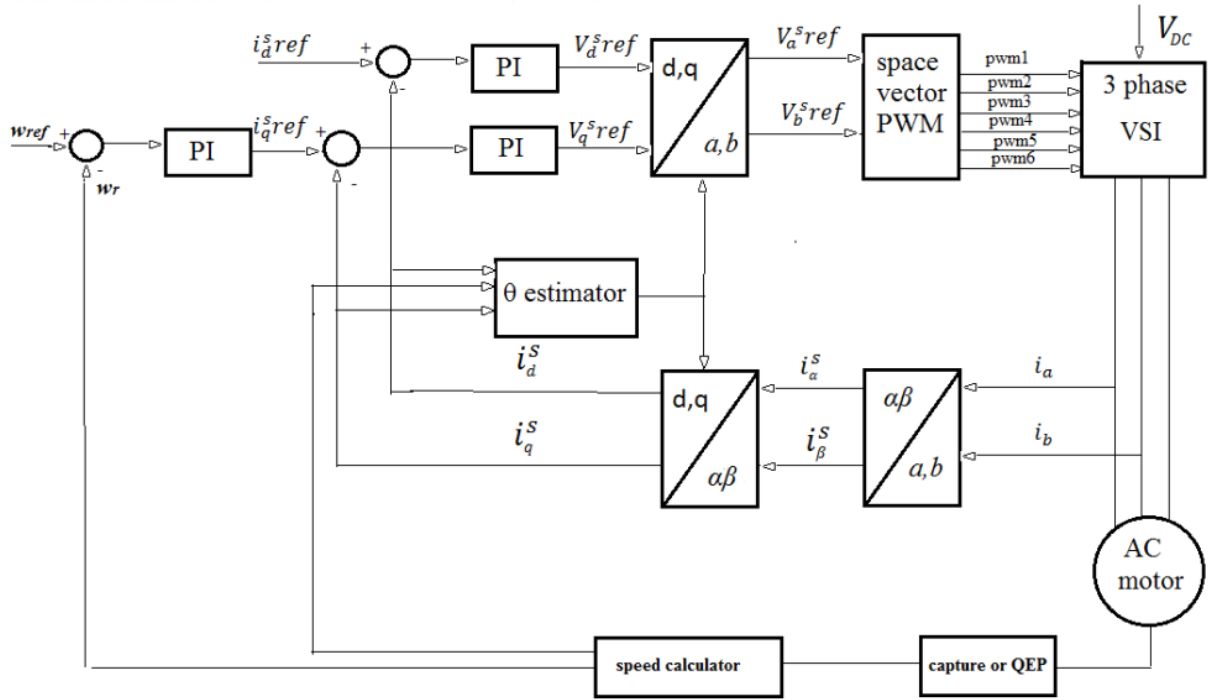 i_d^s ref
+
-
PI
V_d^s ref
d,q
a,b
V_a^s ref
V_b^s ref
space
vector
PWM
pwm1
pwm2
pwm3
pwm4
pwm5
pwm6
V_DC
3 phase
VSI
wref
+
-
wr
PI
i_q^s ref
+
-
PI
V_q^s ref
θ estimator
i_d^s
i_q^s
d,q
αβ
i_α^s
i_β^s
αβ
a,b
i_a
i_b
AC
motor
speed calculator
capture or QEP